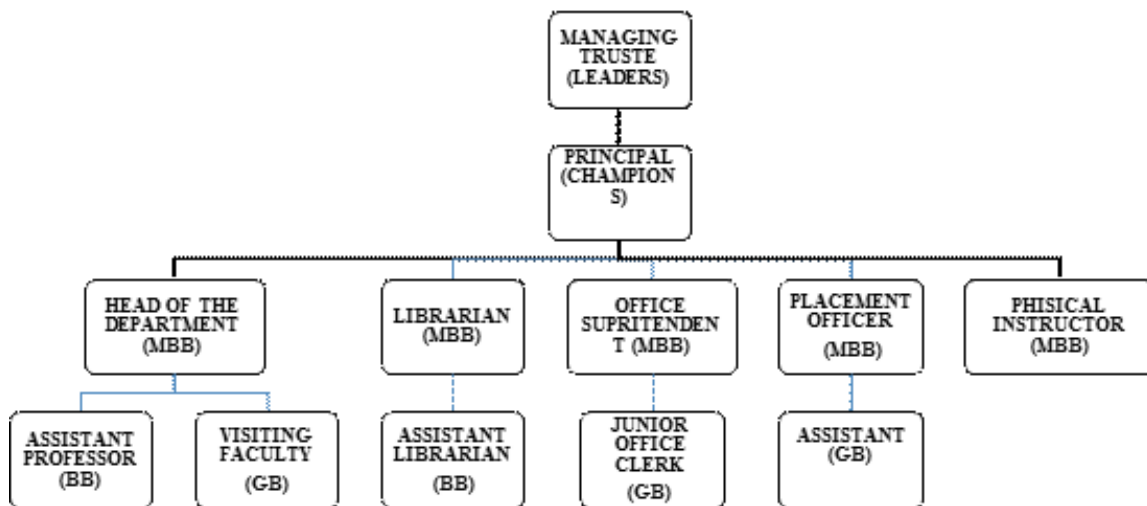 MANAGING
TRUSTE
(LEADERS)
PRINCIPAL
(CHAMPION
S)
HEAD OF THE
DEPARTMENT
(MBB)
LIBRARIAN
(MBB)
OFFICE
SUPRITENDEN
T (MBB)
PLACEMENT
OFFICER
(MBB)
PHISICAL
INSTRUCTOR
(MBB)
ASSISTANT
PROFESSOR
(BB)
VISITING
FACULTY
(GB)
ASSISTANT
LIBRARIAN
(BB)
JUNIOR
OFFICE
CLERK
(GB)
ASSISTANT
(GB)